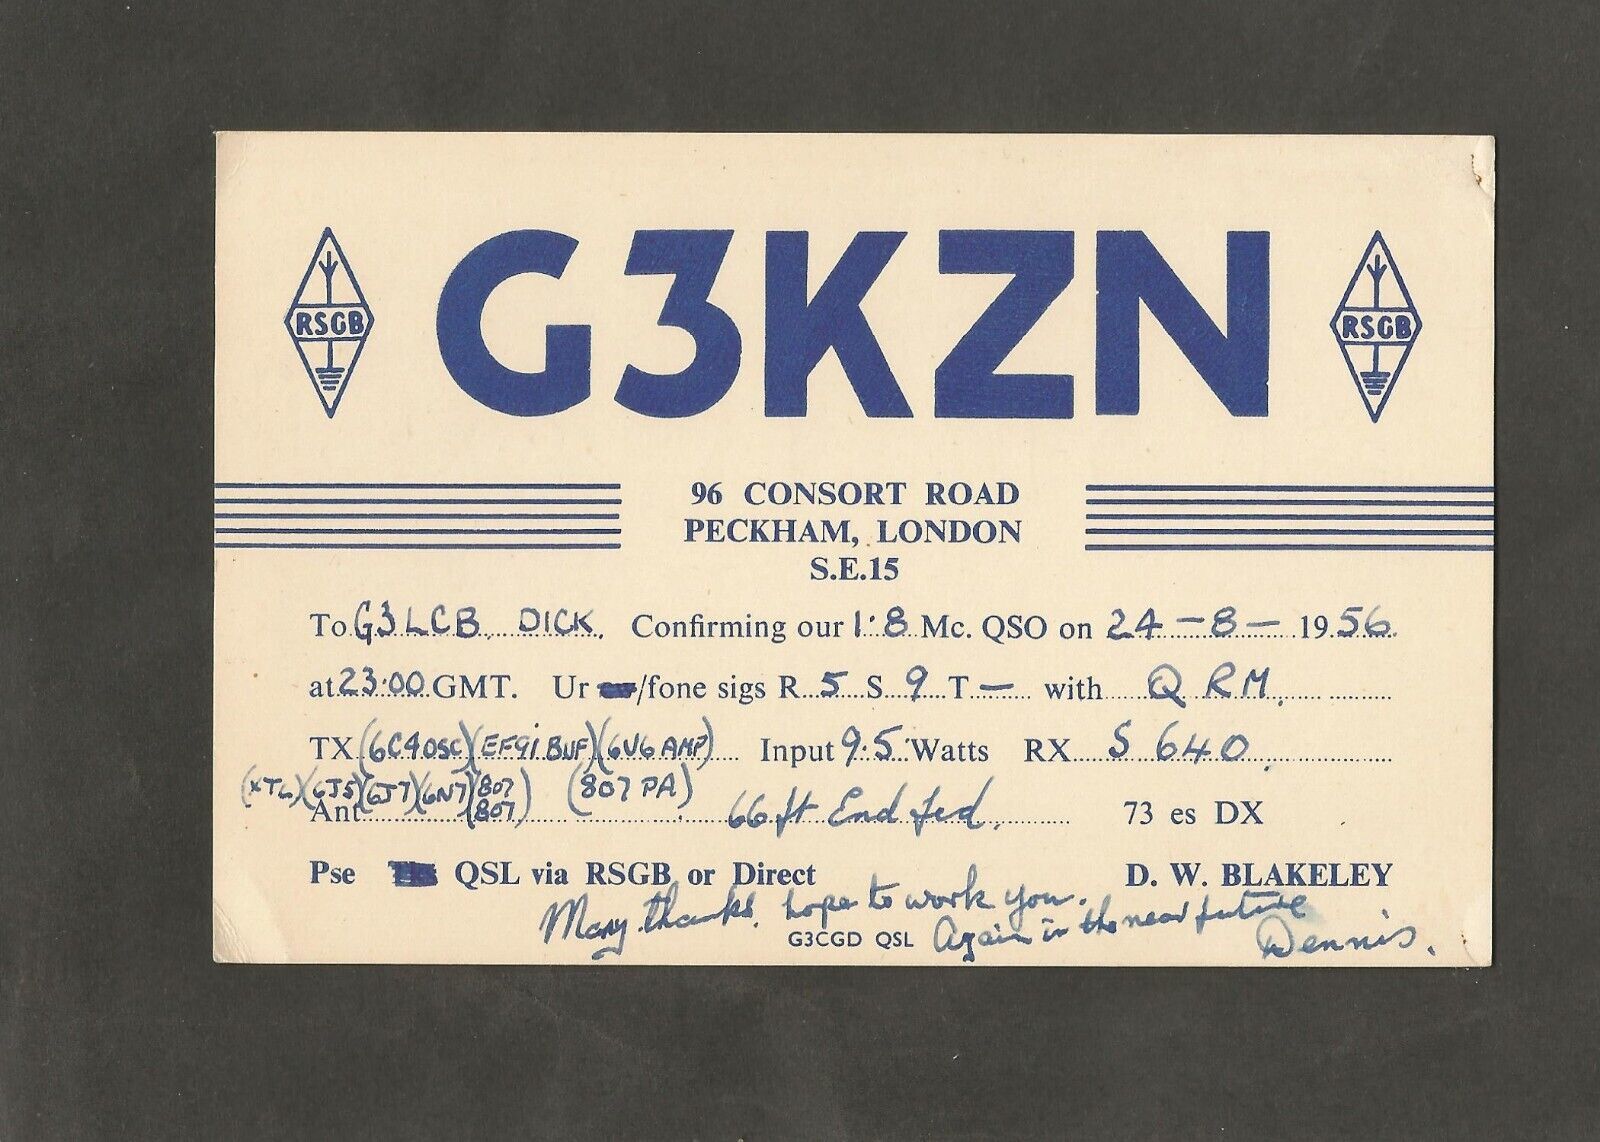 G3KZN
RSGB
RSGB
96 CONSORT ROAD
PECKHAM, LONDON
S.E.15
To G3LCB DICK. Confirming our 1·8 Mc. QSO on 24-8-1956
at 23·00 GMT. Ur /fone sigs R 5 S 9 T — with QRM.
TX (6C4 OSC)(EF91 BUF)(6V6 AMP) Input 9·5 Watts RX S 640.
(XTL)(6J5)(6J7)(6N7)(807 807) (807 PA)
Ant 66ft End fed. 73 es DX
Pse QSL via RSGB or Direct D. W. BLAKELEY
Many thanks. hope to work you.
G3CGD QSL Again in the near future
Dennis.